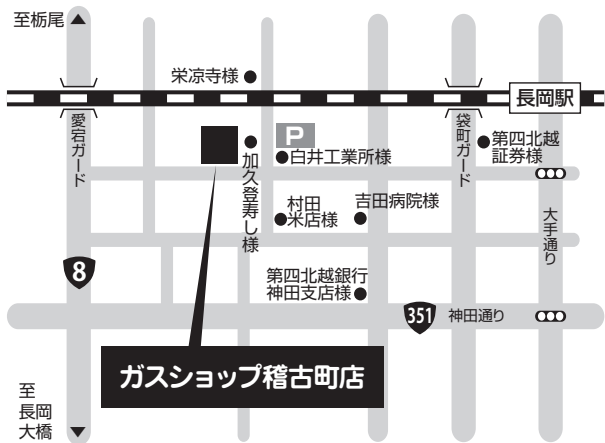 至栃尾
栄凉寺様
長岡駅
愛宕ガード
P
加久登寿し様
白井工業所様
袋町ガード
第四北越
証券様
村田
米店様
吉田病院様
大手通り
8
第四北越銀行
神田支店様
351
神田通り
ガスショップ稽古町店
至
長岡
大橋